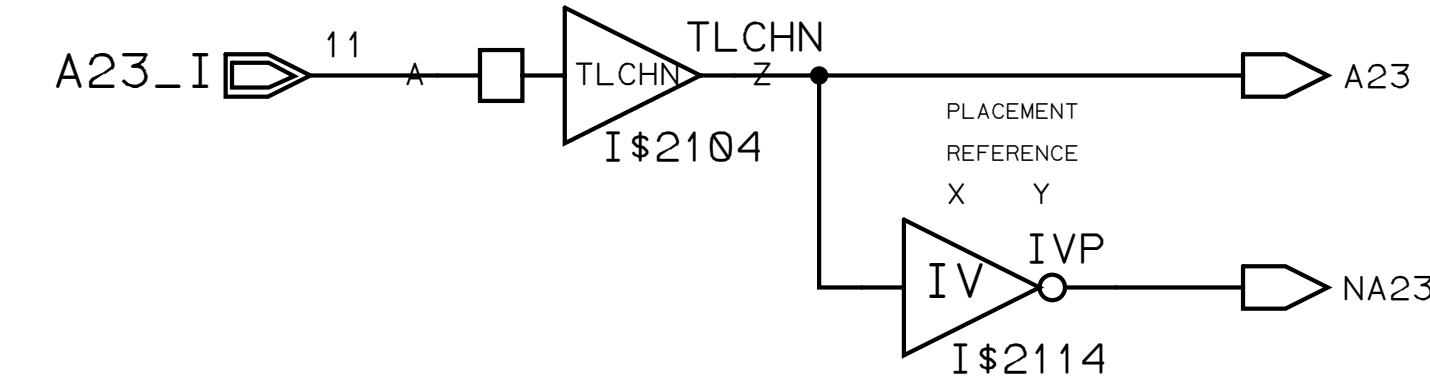 A23_I
11
A
TLCHN
TLCHN
I$2104
Z
A23
PLACEMENT
REFERENCE
X Y
IV
IVP
I$2114
NA23